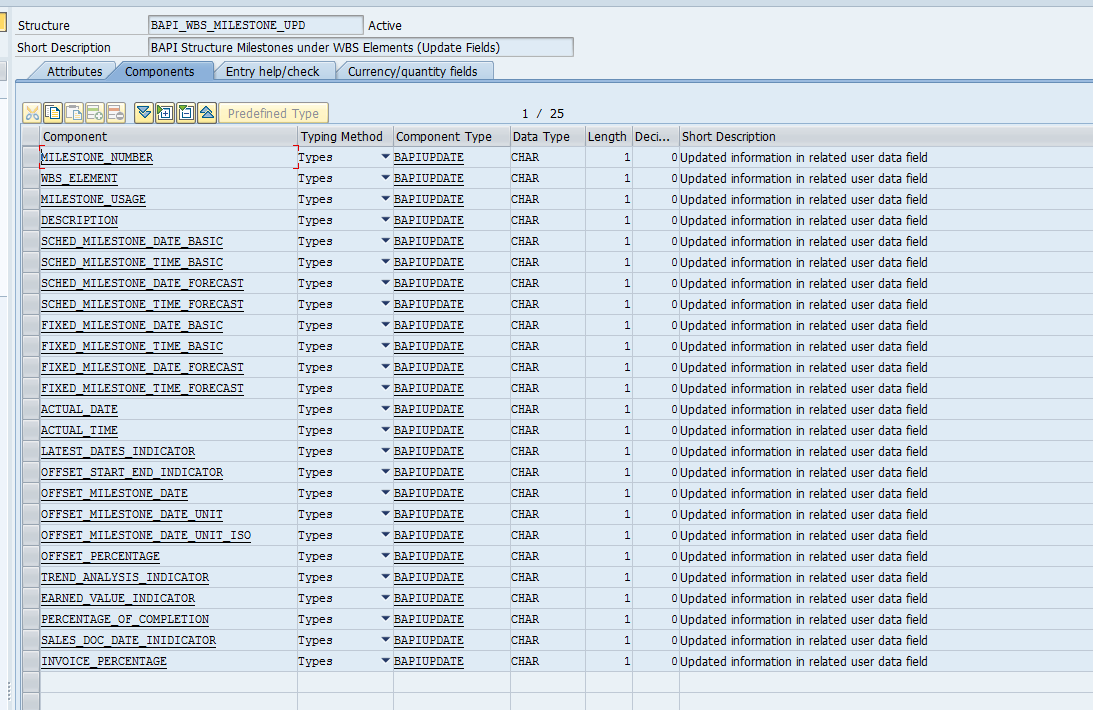 Structure BAPI_WBS_MILESTONE_UPD Active
Short Description BAPI Structure Milestones under WBS Elements (Update Fields)
Attributes Components Entry help/check Currency/quantity fields
Predefined Type 1 / 25
Component Typing Method Component Type Data Type Length Deci... Short Description
MILESTONE_NUMBER Types BAPIUPDATE CHAR 1 0 Updated information in related user data field
WBS_ELEMENT Types BAPIUPDATE CHAR 1 0 Updated information in related user data field
MILESTONE_USAGE Types BAPIUPDATE CHAR 1 0 Updated information in related user data field
DESCRIPTION Types BAPIUPDATE CHAR 1 0 Updated information in related user data field
SCHED_MILESTONE_DATE_BASIC Types BAPIUPDATE CHAR 1 0 Updated information in related user data field
SCHED_MILESTONE_TIME_BASIC Types BAPIUPDATE CHAR 1 0 Updated information in related user data field
SCHED_MILESTONE_DATE_FORECAST Types BAPIUPDATE CHAR 1 0 Updated information in related user data field
SCHED_MILESTONE_TIME_FORECAST Types BAPIUPDATE CHAR 1 0 Updated information in related user data field
FIXED_MILESTONE_DATE_BASIC Types BAPIUPDATE CHAR 1 0 Updated information in related user data field
FIXED_MILESTONE_TIME_BASIC Types BAPIUPDATE CHAR 1 0 Updated information in related user data field
FIXED_MILESTONE_DATE_FORECAST Types BAPIUPDATE CHAR 1 0 Updated information in related user data field
FIXED_MILESTONE_TIME_FORECAST Types BAPIUPDATE CHAR 1 0 Updated information in related user data field
ACTUAL_DATE Types BAPIUPDATE CHAR 1 0 Updated information in related user data field
ACTUAL_TIME Types BAPIUPDATE CHAR 1 0 Updated information in related user data field
LATEST_DATES_INDICATOR Types BAPIUPDATE CHAR 1 0 Updated information in related user data field
OFFSET_START_END_INDICATOR Types BAPIUPDATE CHAR 1 0 Updated information in related user data field
OFFSET_MILESTONE_DATE Types BAPIUPDATE CHAR 1 0 Updated information in related user data field
OFFSET_MILESTONE_DATE_UNIT Types BAPIUPDATE CHAR 1 0 Updated information in related user data field
OFFSET_MILESTONE_DATE_UNIT_ISO Types BAPIUPDATE CHAR 1 0 Updated information in related user data field
OFFSET_PERCENTAGE Types BAPIUPDATE CHAR 1 0 Updated information in related user data field
TREND_ANALYSIS_INDICATOR Types BAPIUPDATE CHAR 1 0 Updated information in related user data field
EARNED_VALUE_INDICATOR Types BAPIUPDATE CHAR 1 0 Updated information in related user data field
PERCENTAGE_OF_COMPLETION Types BAPIUPDATE CHAR 1 0 Updated information in related user data field
SALES_DOC_DATE_INIDICATOR Types BAPIUPDATE CHAR 1 0 Updated information in related user data field
INVOICE_PERCENTAGE Types BAPIUPDATE CHAR 1 0 Updated information in related user data field